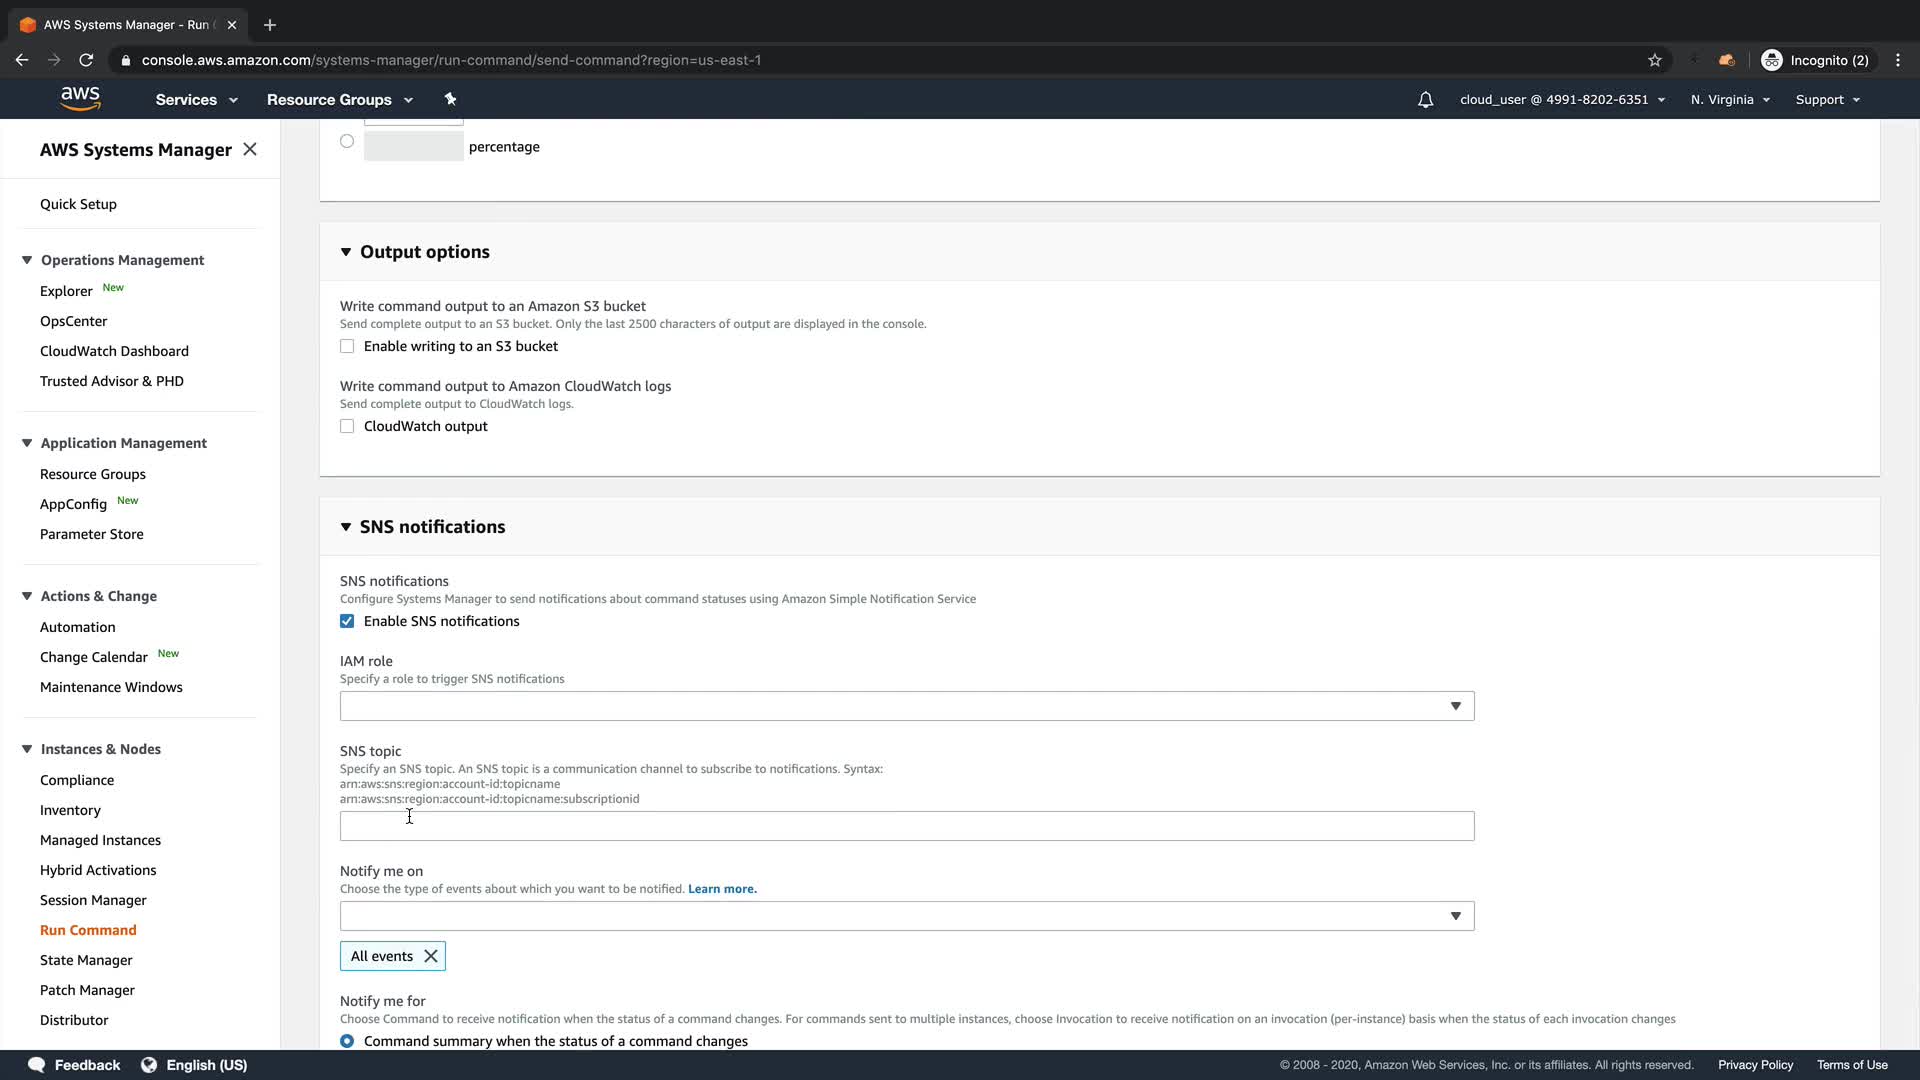 AWS Systems Manager - Run
console.aws.amazon.com/systems-manager/run-command/send-command?region=us-east-1
Incognito (2)
aws
Services
Resource Groups
cloud_user @ 4991-8202-6351
N. Virginia
Support
AWS Systems Manager
Quick Setup
Operations Management
Explorer New
OpsCenter
CloudWatch Dashboard
Trusted Advisor & PHD
Application Management
Resource Groups
AppConfig New
Parameter Store
Actions & Change
Automation
Change Calendar New
Maintenance Windows
Instances & Nodes
Compliance
Inventory
Managed Instances
Hybrid Activations
Session Manager
Run Command
State Manager
Patch Manager
Distributor
percentage
Output options
Write command output to an Amazon S3 bucket
Send complete output to an S3 bucket. Only the last 2500 characters of output are displayed in the console.
Enable writing to an S3 bucket
Write command output to Amazon CloudWatch logs
Send complete output to CloudWatch logs.
CloudWatch output
SNS notifications
SNS notifications
Configure Systems Manager to send notifications about command statuses using Amazon Simple Notification Service
Enable SNS notifications
IAM role
Specify a role to trigger SNS notifications
SNS topic
Specify an SNS topic. An SNS topic is a communication channel to subscribe to notifications. Syntax:
arn:aws:sns:region:account-id:topicname
arn:aws:sns:region:account-id:topicname:subscriptionid
Notify me on
Choose the type of events about which you want to be notified. Learn more.
All events
Notify me for
Choose Command to receive notification when the status of a command changes. For commands sent to multiple instances, choose Invocation to receive notification on an invocation (per-instance) basis when the status of each invocation changes
Command summary when the status of a command changes
Feedback
English (US)
© 2008 - 2020, Amazon Web Services, Inc. or its affiliates. All rights reserved.
Privacy Policy
Terms of Use